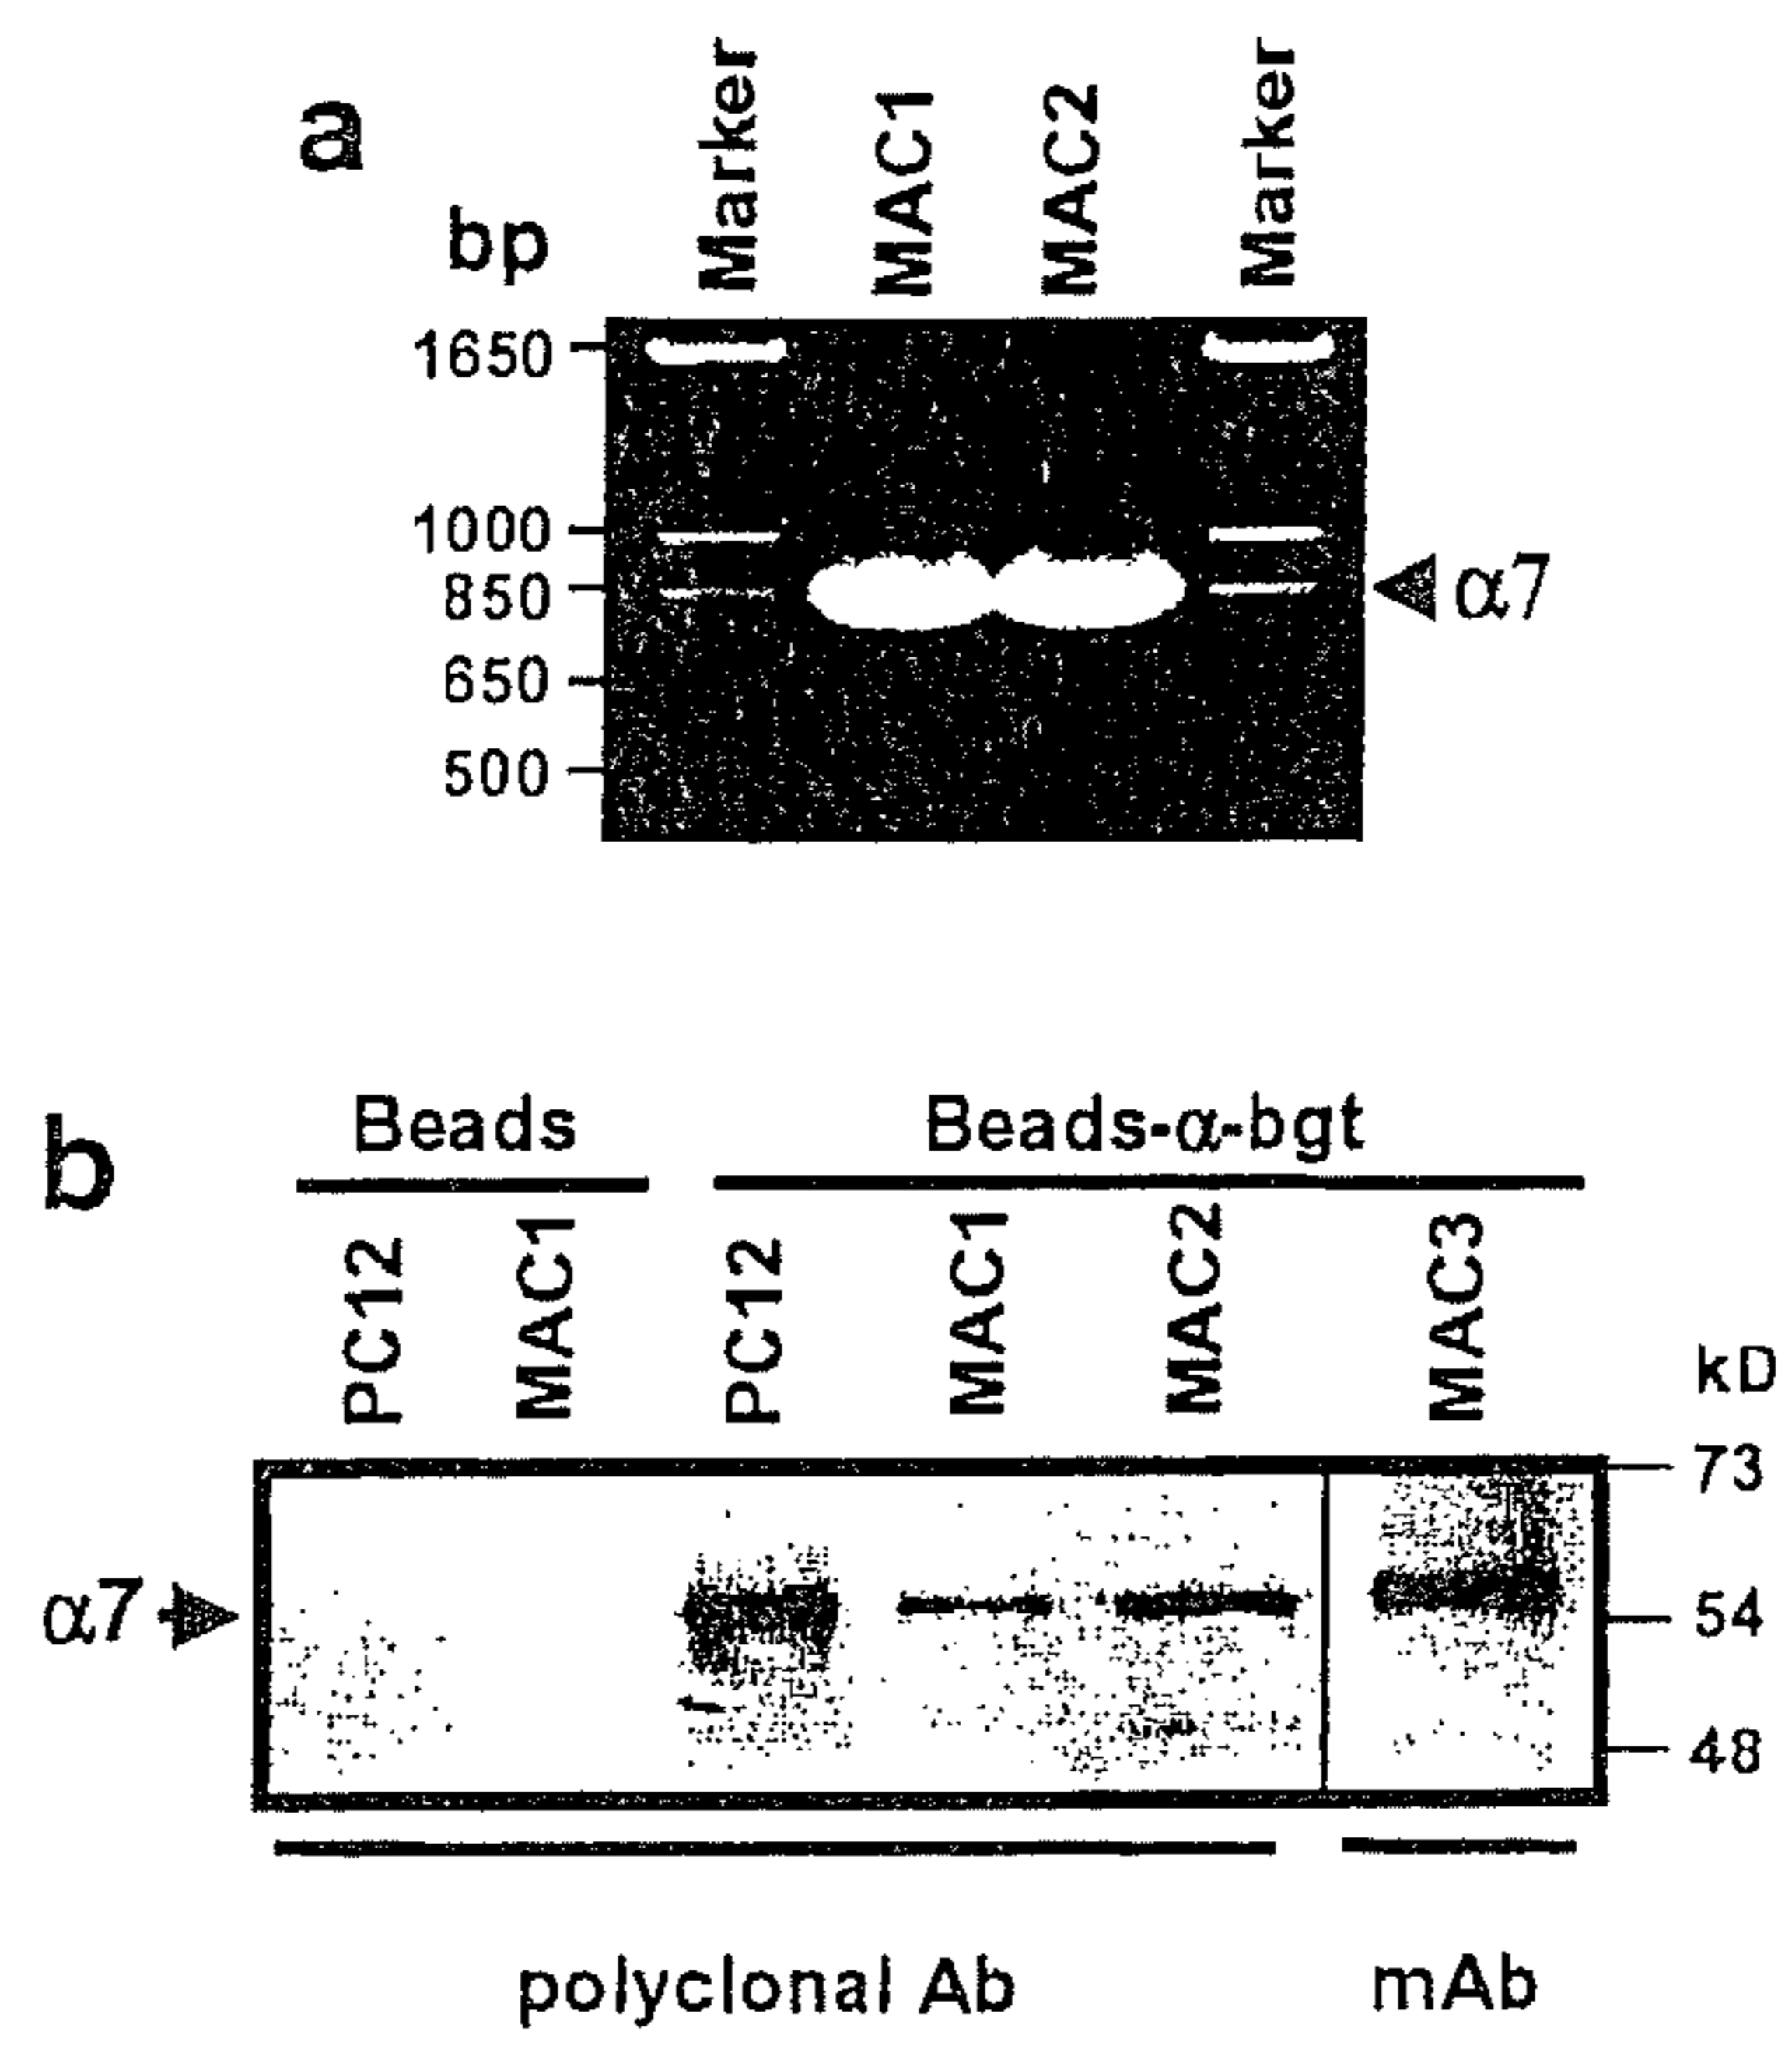 a
bp
Marker
MAC1
MAC2
Marker
1650
1000
850
650
500
α7
b
Beads
Beads-α-bgt
PC12
MAC1
PC12
MAC1
MAC2
MAC3
kD
73
54
48
α7
polyclonal Ab
mAb